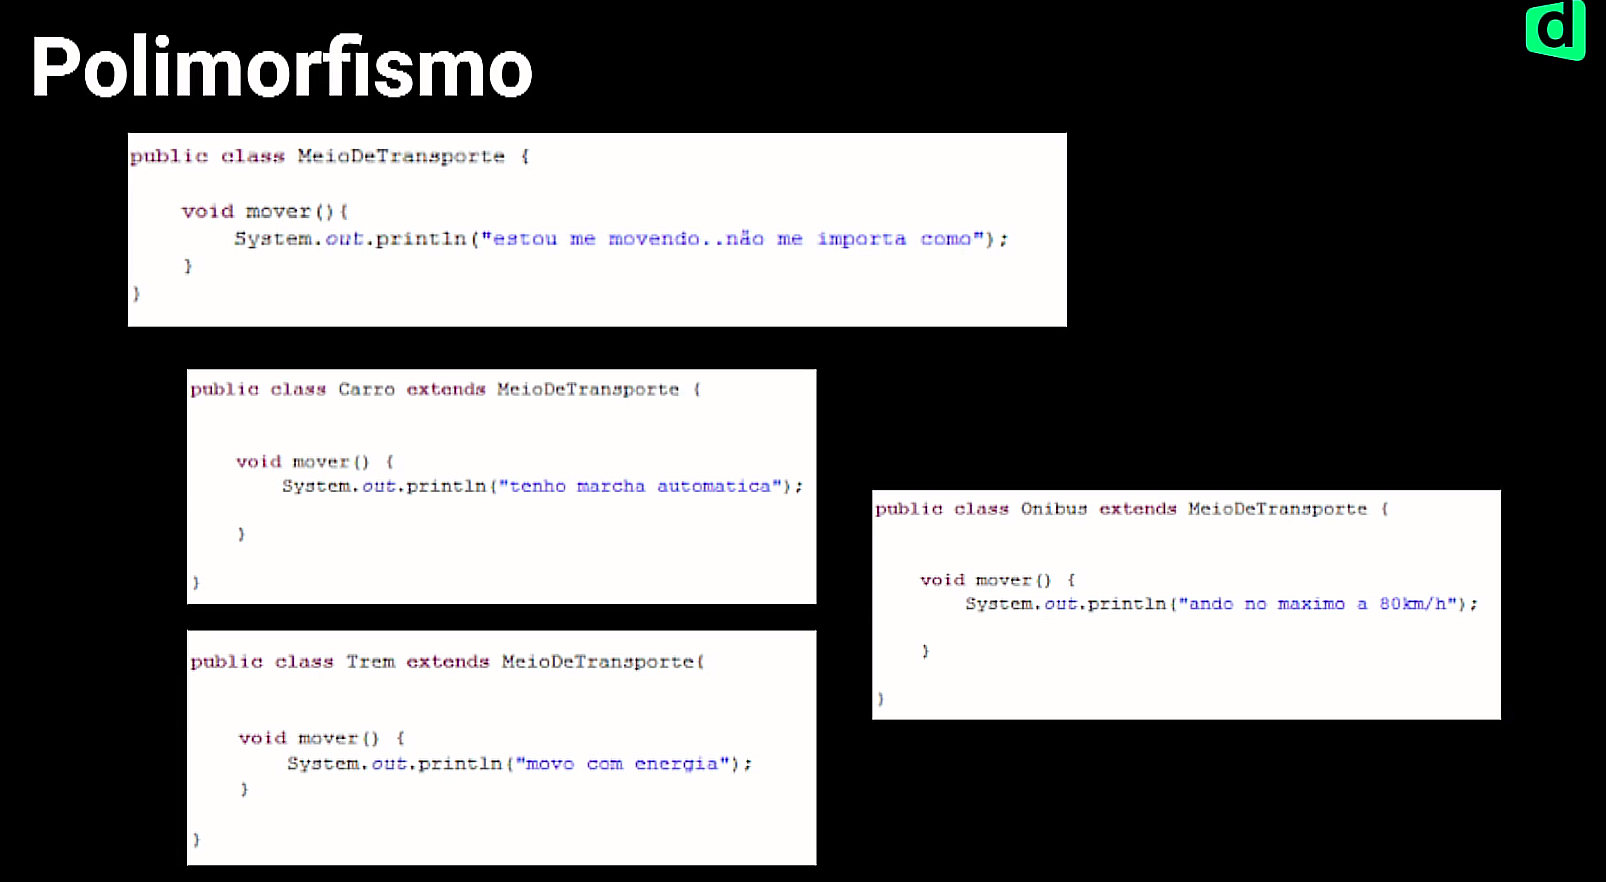 Polimorfismo
d
public class MeioDeTransporte {
void mover(){
System.out.println("estou me movendo..não me importa como");
}
}
public class Carro extends MeioDeTransporte {
void mover() {
System.out.println("tenho marcha automatica");
}
}
public class Trem extends MeioDeTransporte{
void mover() {
System.out.println("movo com energia");
}
}
public class Onibus extends MeioDeTransporte {
void mover() {
System.out.println("ando no maximo a 80km/h");
}
}